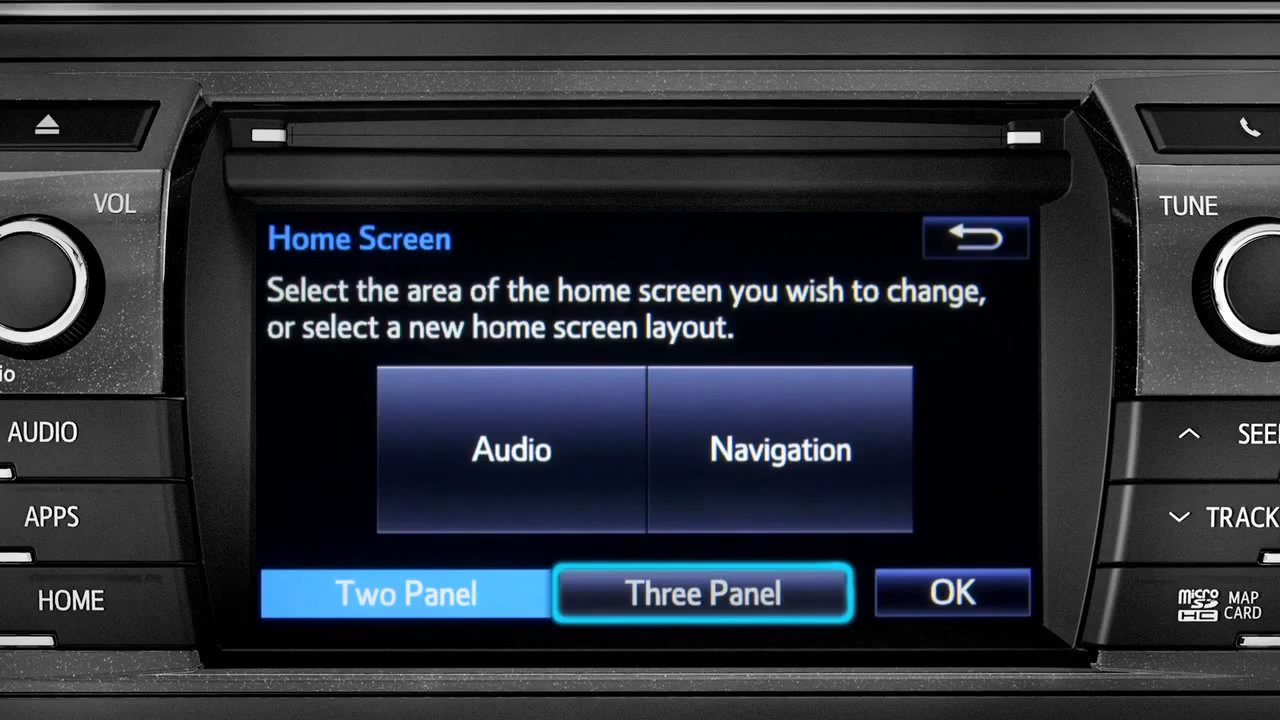 VOL
TUNE
Home Screen
Select the area of the home screen you wish to change,
or select a new home screen layout.
AUDIO
Audio
Navigation
APPS
TRACK
HOME
Two Panel
Three Panel
OK
micro
SD
HC
MAP
CARD